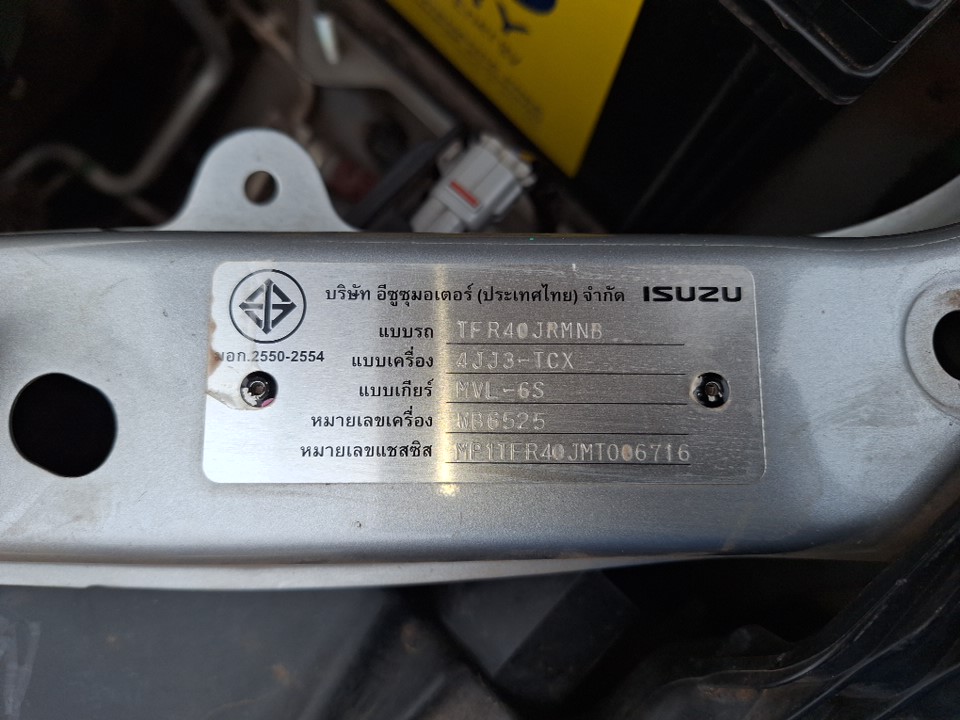 บริษัท อีซูซุมอเตอร์ (ประเทศไทย) จำกัด ISUZU
แบบรถ TFR40JRMNB
มอก.2550-2554
แบบเครื่อง 4JJ3-TCX
แบบเกียร์ MVL-6S
หมายเลขเครื่อง WB6525
หมายเลขแชสซิส MP1TFR40JMT006716